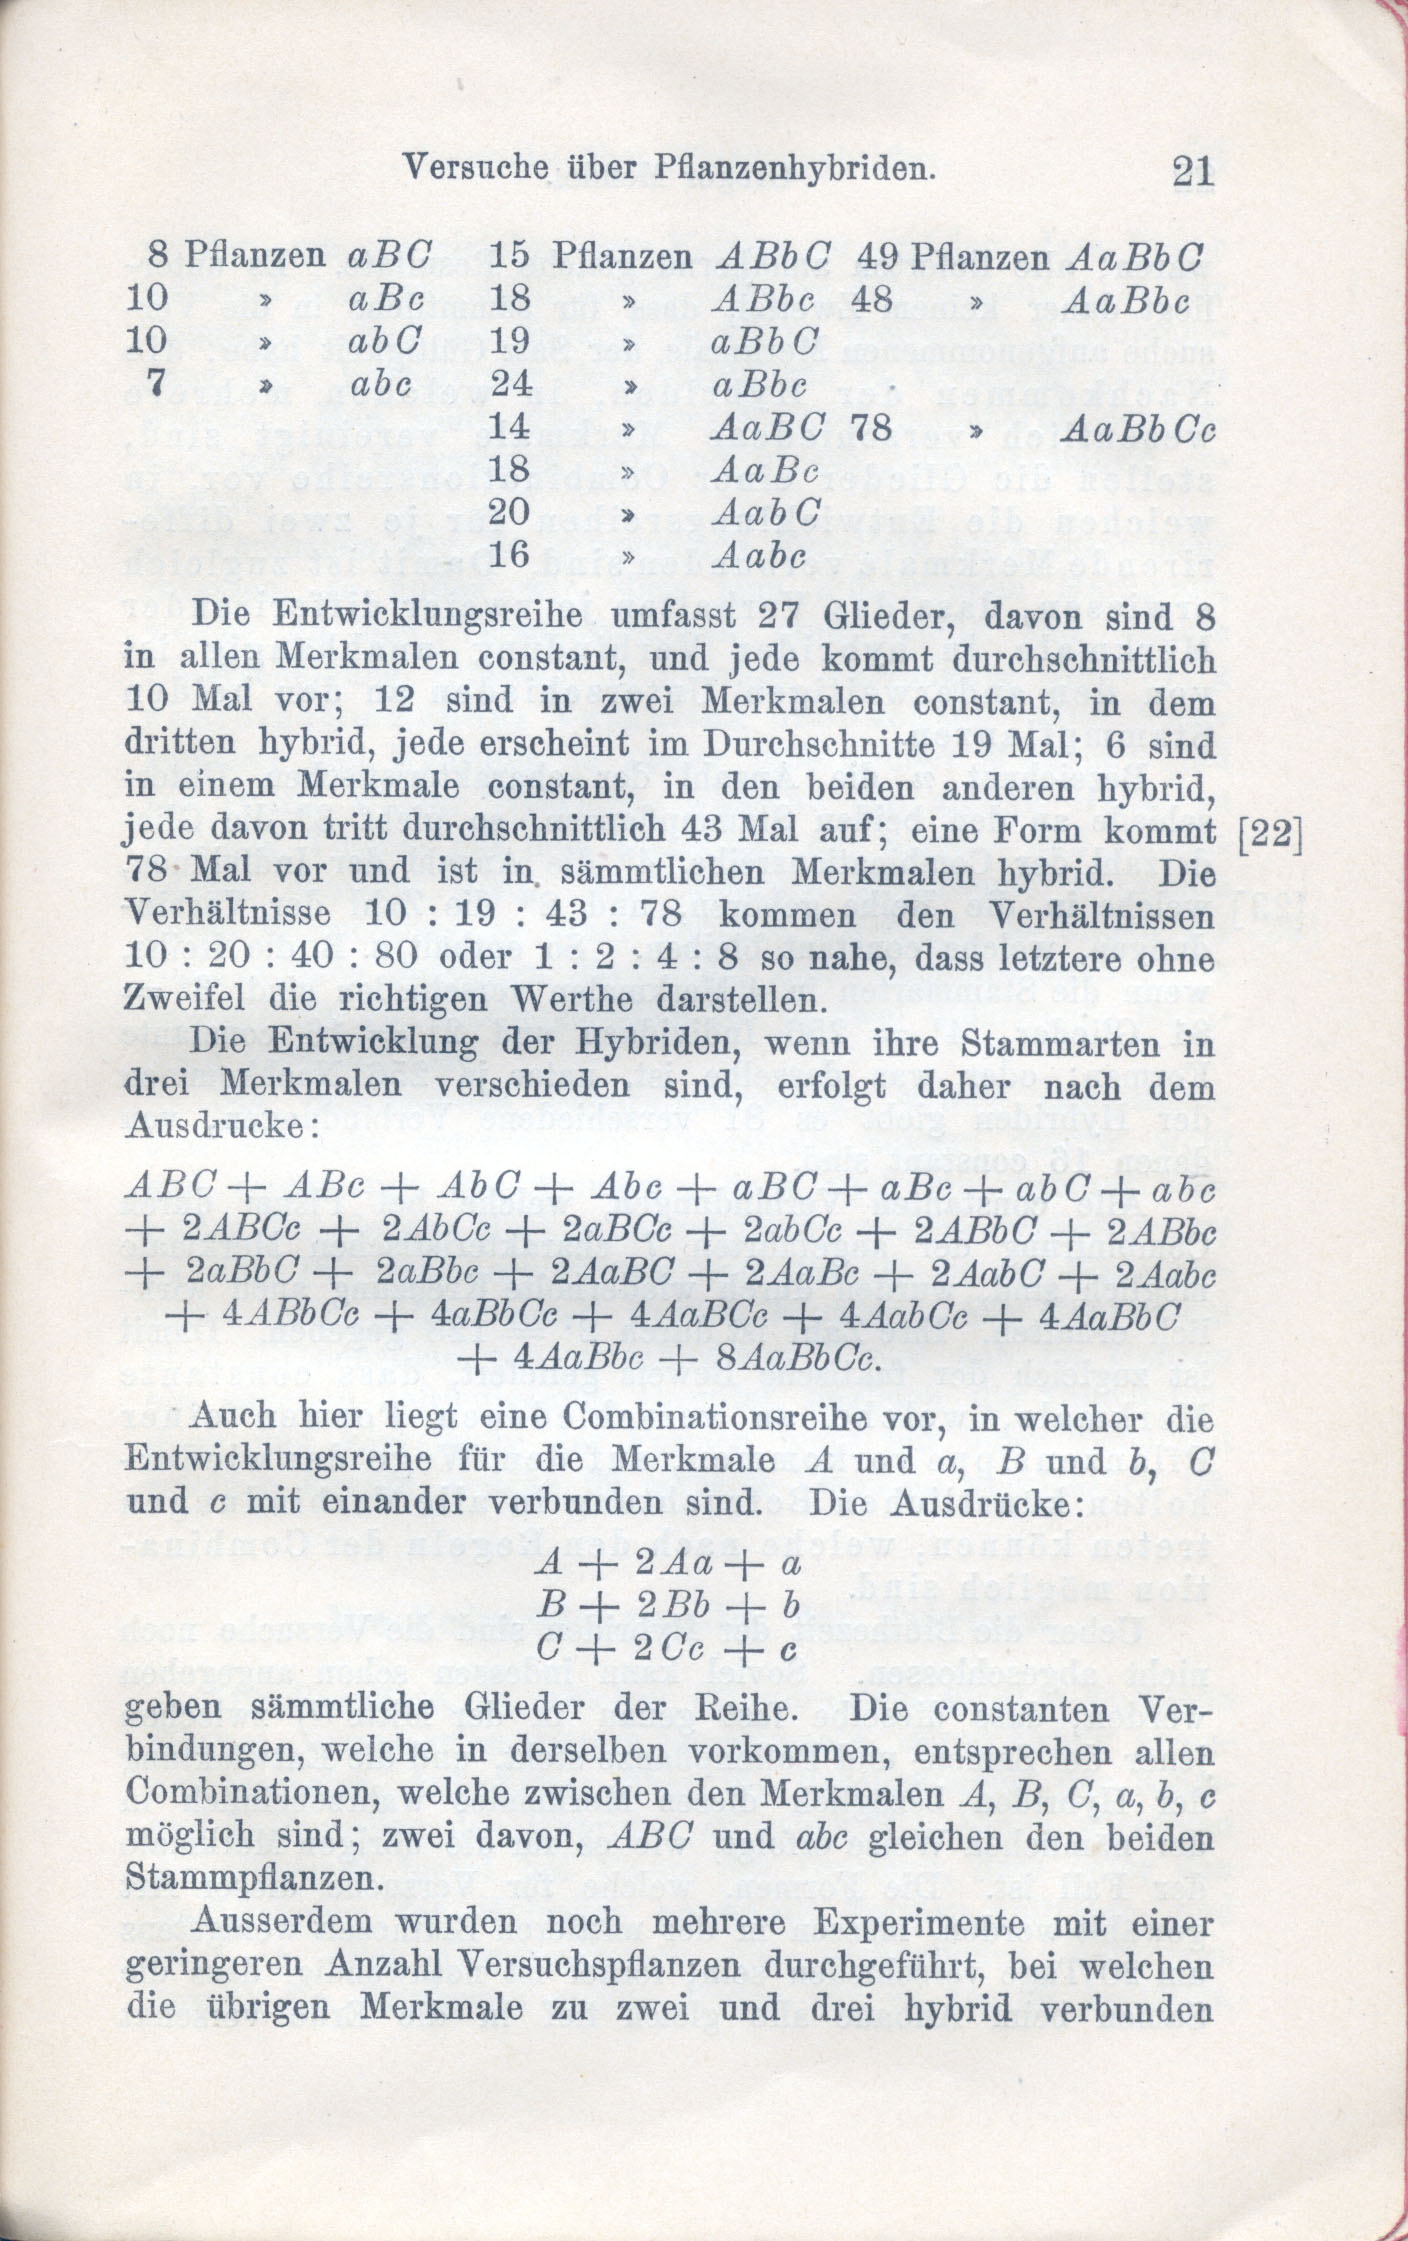 Versuche über Pflanzenhybriden. 21
8 Pflanzen aBC 15 Pflanzen ABbC 49 Pflanzen AaBbC
10 » aBc 18 » ABbc 48 » AaBbc
10 » abC 19 » aBbC
7 » abc 24 » aBbc
14 » AaBC 78 » AaBbCc
18 » AaBc
20 » AabC
16 » Aabc
Die Entwicklungsreihe umfasst 27 Glieder, davon sind 8
in allen Merkmalen constant, und jede kommt durchschnittlich
10 Mal vor; 12 sind in zwei Merkmalen constant, in dem
dritten hybrid, jede erscheint im Durchschnitte 19 Mal; 6 sind
in einem Merkmale constant, in den beiden anderen hybrid,
jede davon tritt durchschnittlich 43 Mal auf; eine Form kommt [22]
78 Mal vor und ist in sämmtlichen Merkmalen hybrid. Die
Verhältnisse 10 : 19 : 43 : 78 kommen den Verhältnissen
10 : 20 : 40 : 80 oder 1 : 2 : 4 : 8 so nahe, dass letztere ohne
Zweifel die richtigen Werthe darstellen.
Die Entwicklung der Hybriden, wenn ihre Stammarten in
drei Merkmalen verschieden sind, erfolgt daher nach dem
Ausdrucke:
ABC + ABc + AbC + Abc + aBC + aBc + abC + abc
+ 2ABCc + 2AbCc + 2aBCc + 2abCc + 2ABbC + 2ABbc
+ 2aBbC + 2aBbc + 2AaBC + 2AaBc + 2AabC + 2Aabc
+ 4ABbCc + 4aBbCc + 4AaBCc + 4AabCc + 4AaBbC
+ 4AaBbc + 8AaBbCc.
Auch hier liegt eine Combinationsreihe vor, in welcher die
Entwicklungsreihe für die Merkmale A und a, B und b, C
und c mit einander verbunden sind. Die Ausdrücke:
A + 2Aa + a
B + 2Bb + b
C + 2Cc + c
geben sämmtliche Glieder der Reihe. Die constanten Ver-
bindungen, welche in derselben vorkommen, entsprechen allen
Combinationen, welche zwischen den Merkmalen A, B, C, a, b, c
möglich sind; zwei davon, ABC und abc gleichen den beiden
Stammpflanzen.
Ausserdem wurden noch mehrere Experimente mit einer
geringeren Anzahl Versuchspflanzen durchgeführt, bei welchen
die übrigen Merkmale zu zwei und drei hybrid verbunden